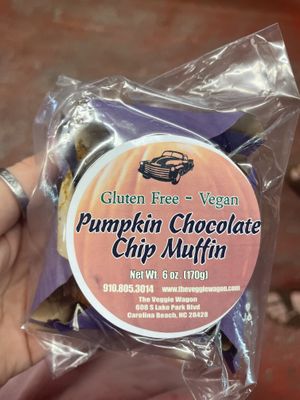 Gluten Free - Vegan
Pumpkin Chocolate
Chip Muffin
Net Wt. 6 oz. (170g)
910.805.3014 www.theveggiewagon.com
The Veggie Wagon
608 S Lake Park Blvd
Carolina Beach, NC 28428